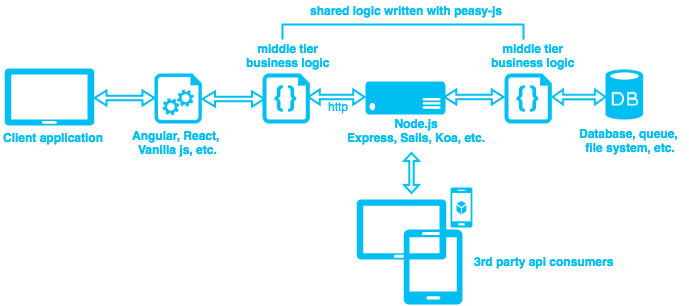 shared logic written with peasy-js
middle tier
business logic
middle tier
business logic
{ }
{ }
http
DB
Client application
Angular, React,
Vanilla js, etc.
Node.js
Express, Sails, Koa, etc.
Database, queue,
file system, etc.
3rd party api consumers